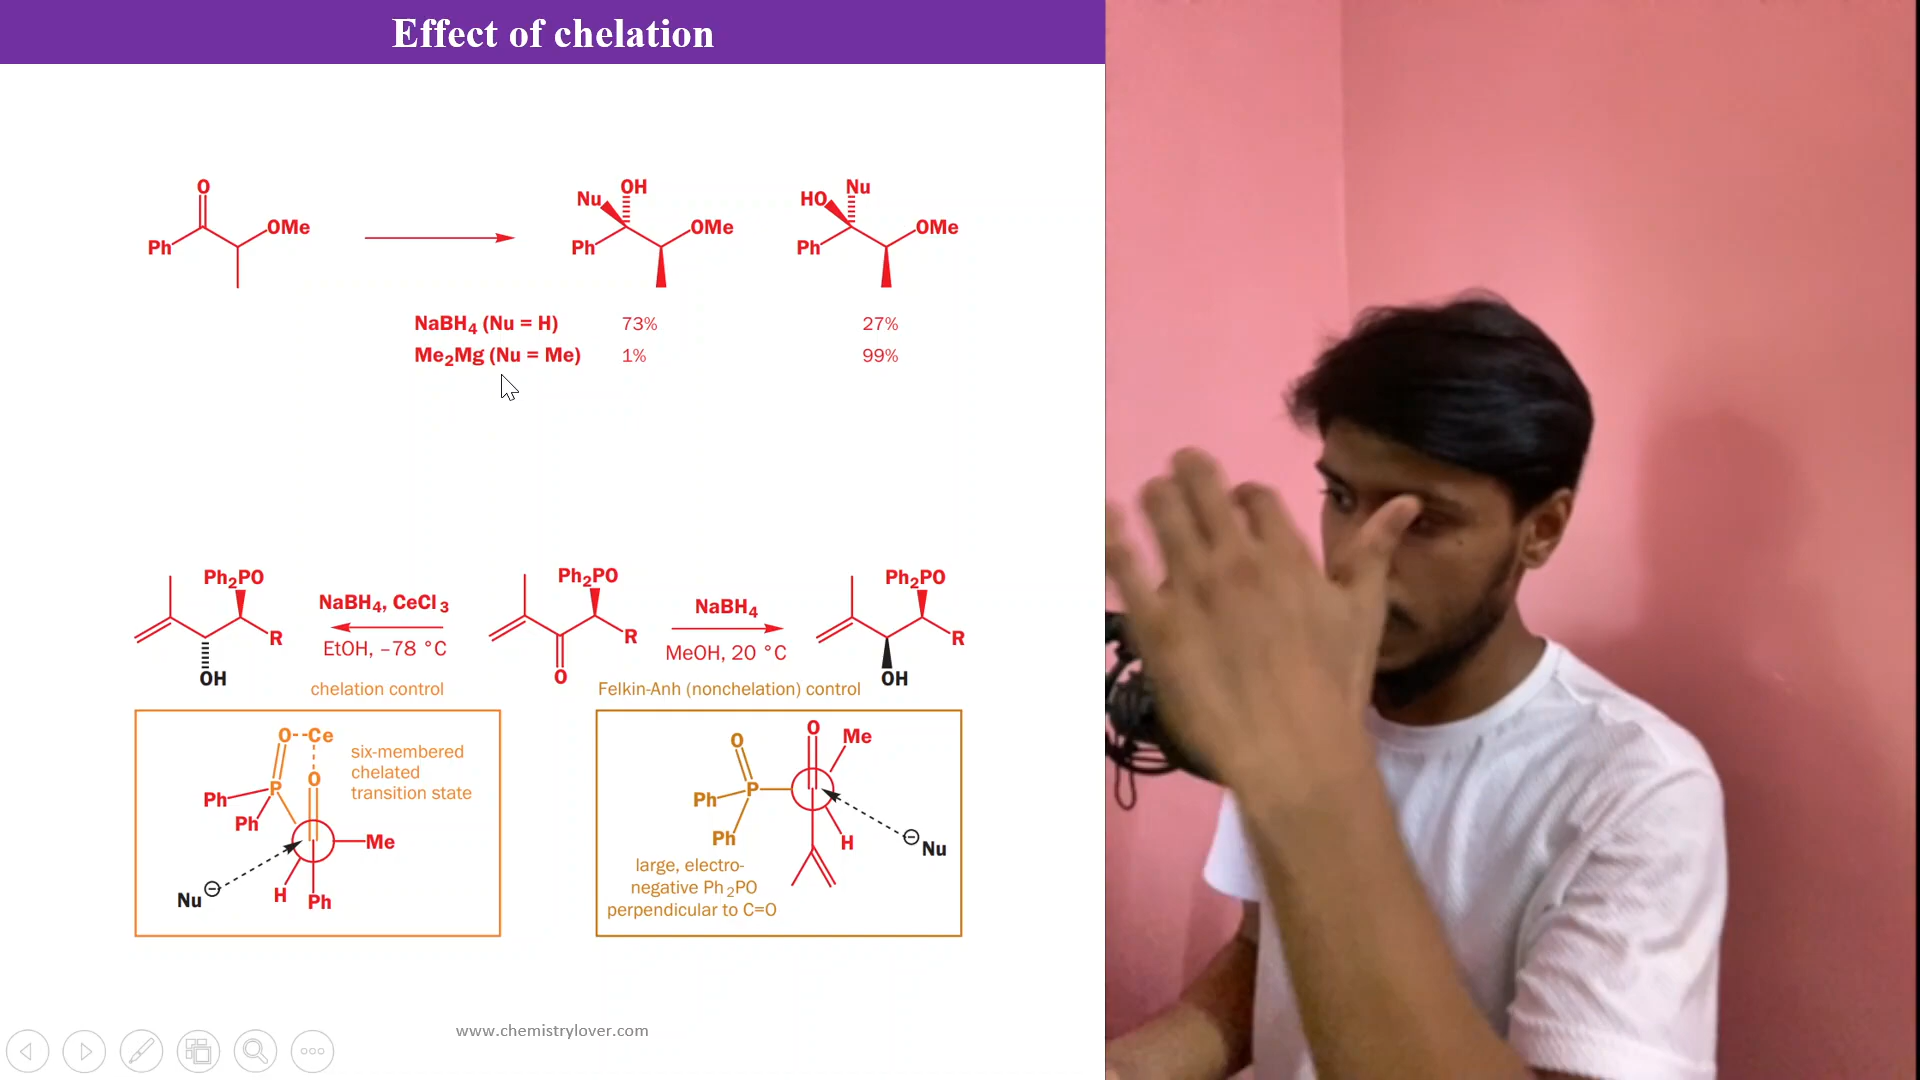 Effect of chelation
O
Ph
OMe
Nu
OH
Ph
OMe
HO
Nu
Ph
OMe
NaBH4 (Nu = H) 73% 27%
Me2Mg (Nu = Me) 1% 99%
Ph2PO
R
OH
NaBH4, CeCl3
EtOH, –78 °C
chelation control
Ph2PO
R
O
NaBH4
MeOH, 20 °C
Felkin-Anh (nonchelation) control
Ph2PO
R
OH
O--Ce
O
P
Ph
Ph
Me
Nu
H
Ph
six-membered
chelated
transition state
O
O
Me
Ph
P
Ph
H
Nu
large, electro-
negative Ph2PO
perpendicular to C=O
www.chemistrylover.com